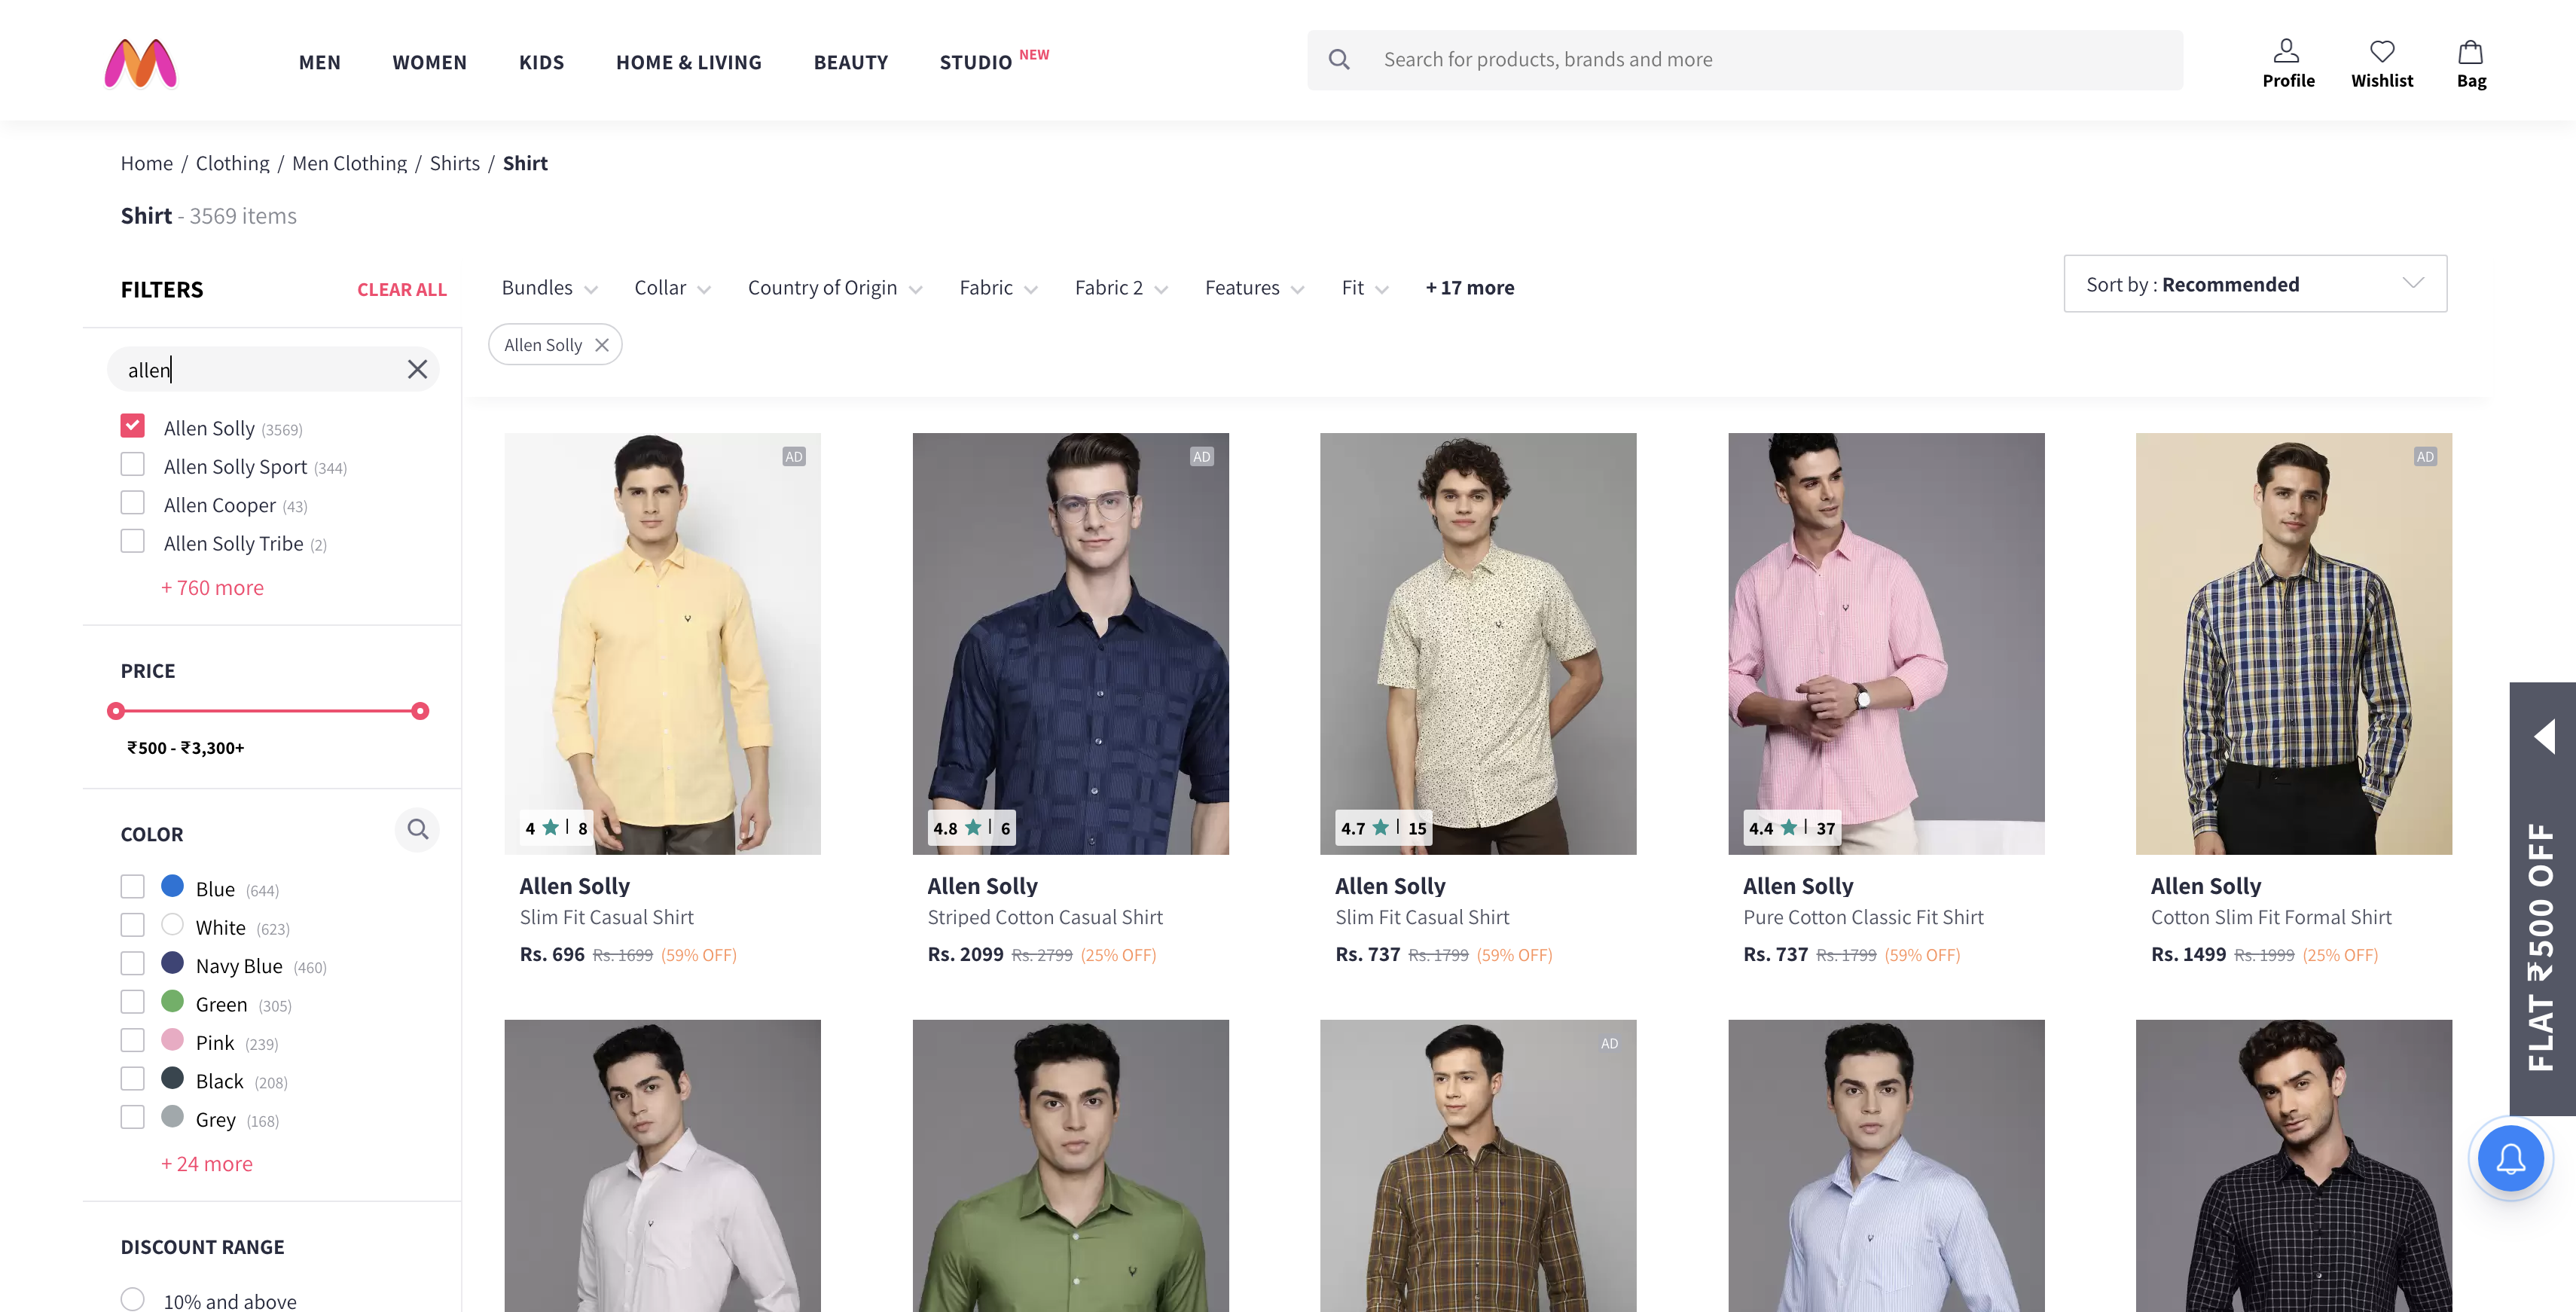 MEN WOMEN KIDS HOME & LIVING BEAUTY STUDIO NEW
Search for products, brands and more
Profile Wishlist Bag
Home / Clothing / Men Clothing / Shirts / Shirt
Shirt - 3569 items
FILTERS CLEAR ALL
Bundles Collar Country of Origin Fabric Fabric 2 Features Fit + 17 more
Sort by : Recommended
Allen Solly
allen
Allen Solly (3569)
Allen Solly Sport (344)
Allen Cooper (43)
Allen Solly Tribe (2)
+ 760 more
PRICE
₹500 - ₹3,300+
COLOR
Blue (644)
White (623)
Navy Blue (460)
Green (305)
Pink (239)
Black (208)
Grey (168)
+ 24 more
DISCOUNT RANGE
10% and above
AD
4 ★ | 8
Allen Solly
Slim Fit Casual Shirt
Rs. 696 Rs. 1699 (59% OFF)
AD
4.8 ★ | 6
Allen Solly
Striped Cotton Casual Shirt
Rs. 2099 Rs. 2799 (25% OFF)
4.7 ★ | 15
Allen Solly
Slim Fit Casual Shirt
Rs. 737 Rs. 1799 (59% OFF)
4.4 ★ | 37
Allen Solly
Pure Cotton Classic Fit Shirt
Rs. 737 Rs. 1799 (59% OFF)
AD
Allen Solly
Cotton Slim Fit Formal Shirt
Rs. 1499 Rs. 1999 (25% OFF)
AD
FLAT ₹500 OFF